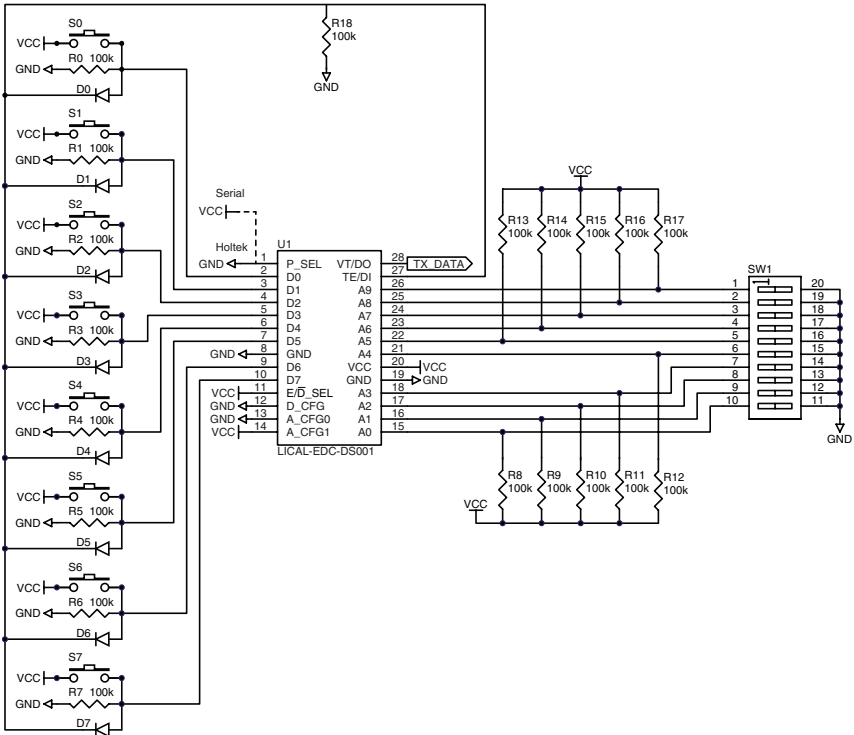 R18
100k
GND
S0
VCC
R0 100k
GND
D0
S1
VCC
R1 100k
GND
D1
S2
VCC
R2 100k
GND
D2
S3
VCC
R3 100k
GND
D3
S4
VCC
R4 100k
GND
D4
S5
VCC
R5 100k
GND
D5
S6
VCC
R6 100k
GND
D6
S7
VCC
R7 100k
GND
D7
Serial
VCC
Holtek
GND
U1
1 P_SEL VT/DO 28 TX_DATA
2 D0 TE/DI 27
3 D1 A9 26
4 D2 A8 25
5 D3 A7 24
6 D4 A6 23
7 D5 A5 22
GND 8 GND A4 21
9 D6 VCC 20 VCC
10 D7 GND 19 GND
VCC 11 E/D_SEL A3 18
GND 12 D_CFG A2 17
GND 13 A_CFG0 A1 16
VCC 14 A_CFG1 A0 15
LICAL-EDC-DS001
VCC
R13 R14 R15 R16 R17
100k 100k 100k 100k 100k
SW1
1 20
2 19
3 18
4 17
5 16
6 15
7 14
8 13
9 12
10 11
GND
R8 R9 R10 R11 R12
100k 100k 100k 100k 100k
VCC